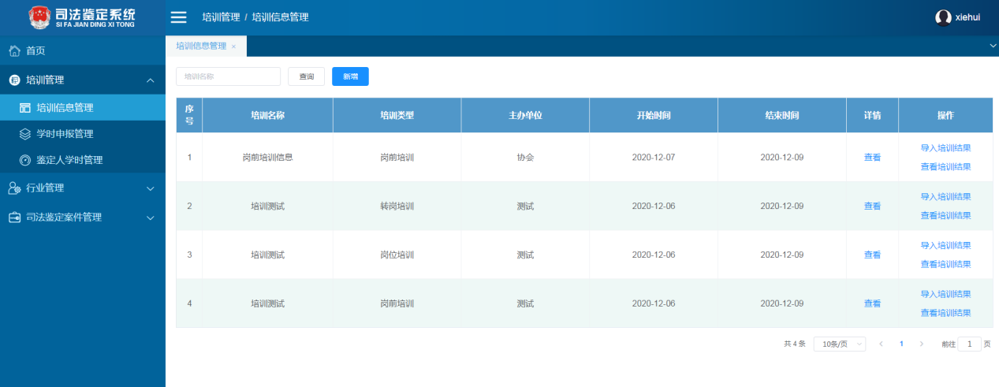 司法鉴定系统
SI FA JIAN DING XI TONG
培训管理 / 培训信息管理
xiehui
首页
培训管理
培训信息管理
学时申报管理
鉴定人学时管理
行业管理
司法鉴定案件管理
培训信息管理 ×
培训名称 查询 新增
序号 培训名称 培训类型 主办单位 开始时间 结束时间 详情 操作
1 岗前培训信息 岗前培训 协会 2020-12-07 2020-12-09 查看 导入培训结果
查看培训结果
2 培训测试 转岗培训 测试 2020-12-06 2020-12-09 查看 导入培训结果
查看培训结果
3 培训测试 岗位培训 测试 2020-12-06 2020-12-09 查看 导入培训结果
查看培训结果
4 培训测试 岗前培训 测试 2020-12-06 2020-12-09 查看 导入培训结果
查看培训结果
共 4 条 10条/页 < 1 > 前往 1 页